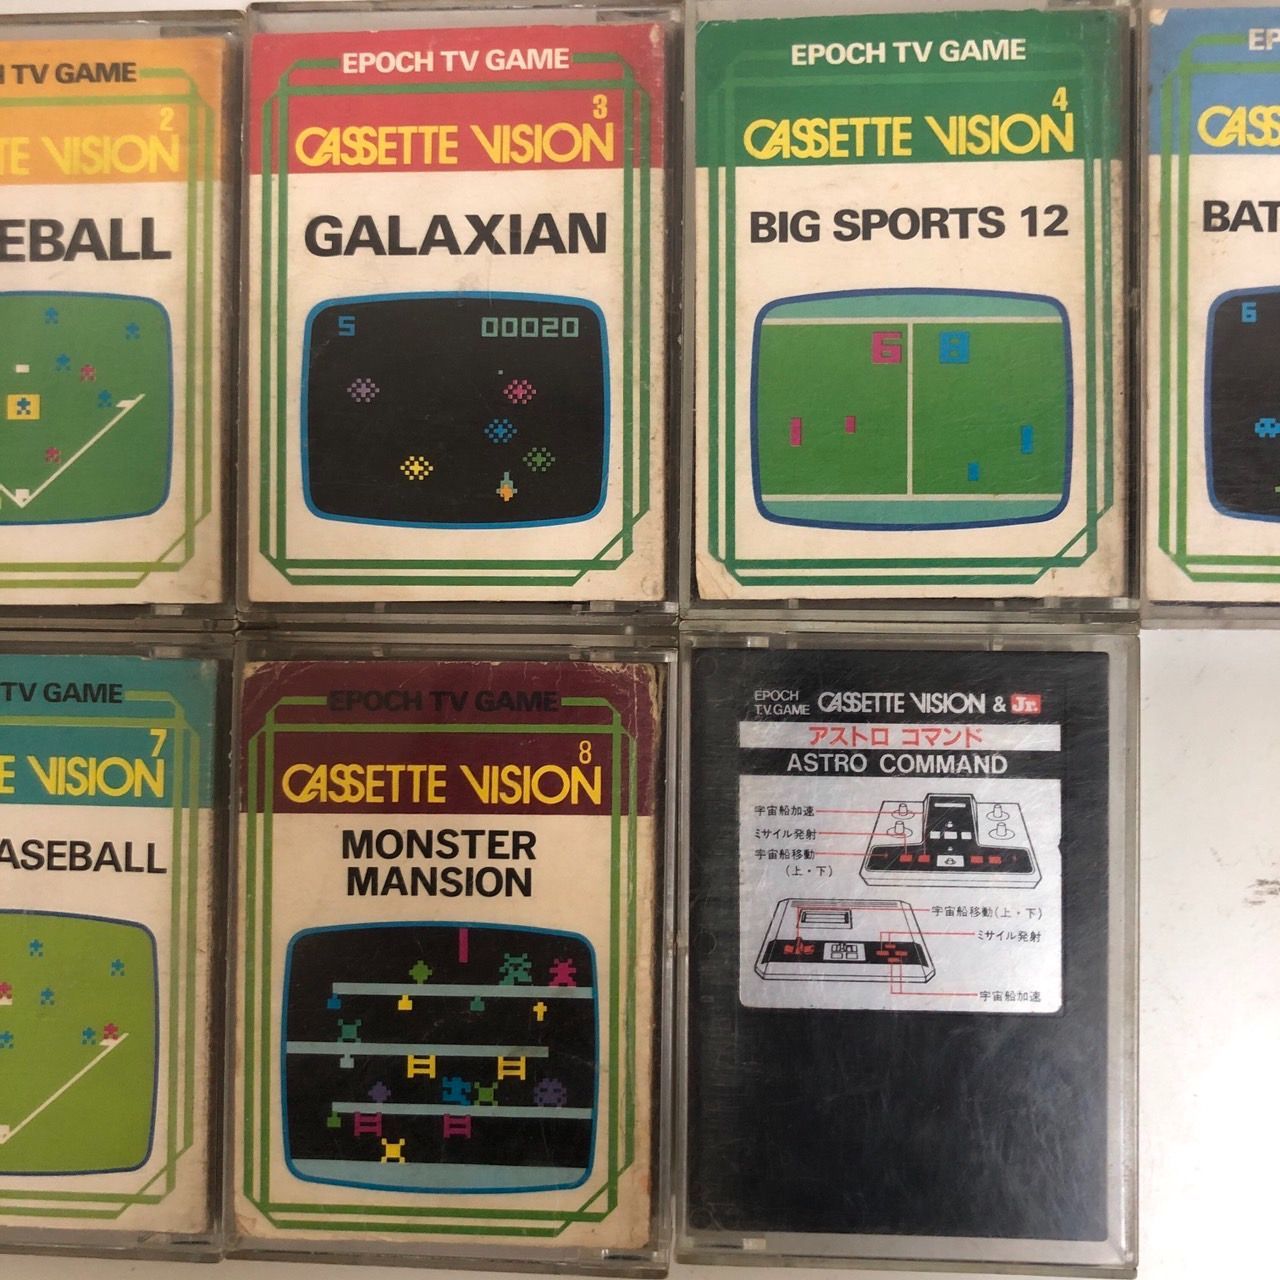 TV GAME
2
TE VISION
EBALL
EPOCH TV GAME
3
CASSETTE VISION
GALAXIAN
5 00020
EPOCH TV GAME
4
CASSETTE VISION
BIG SPORTS 12
6 8
EP
CASS
BAT
6
TV GAME
7
E VISION
ASEBALL
EPOCH TV GAME
8
CASSETTE VISION
MONSTER
MANSION
EPOCH
T.V.GAME CASSETTE VISION & Jr.
アストロ コマンド
ASTRO COMMAND
宇宙船加速
ミサイル発射
宇宙船移動
(上・下)
宇宙船移動(上・下)
ミサイル発射
宇宙船加速